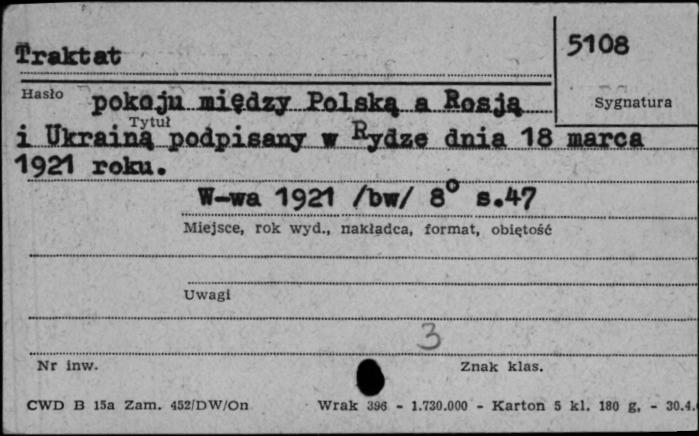 Traktat
5108
Hasło pokoju między Polską a Rosją
Sygnatura
Tytuł
i Ukrainą podpisany w Rydze dnia 18 marca
1921 roku.
W-wa 1921 /bw/ 8° s.47
Miejsce, rok wyd., nakładca, format, objętość
Uwagi
3
Nr inw.
Znak klas.
CWD B 15a Zam. 452/DW/On Wrak 396 - 1.730.000 - Karton 5 kl. 180 g. - 30.4.